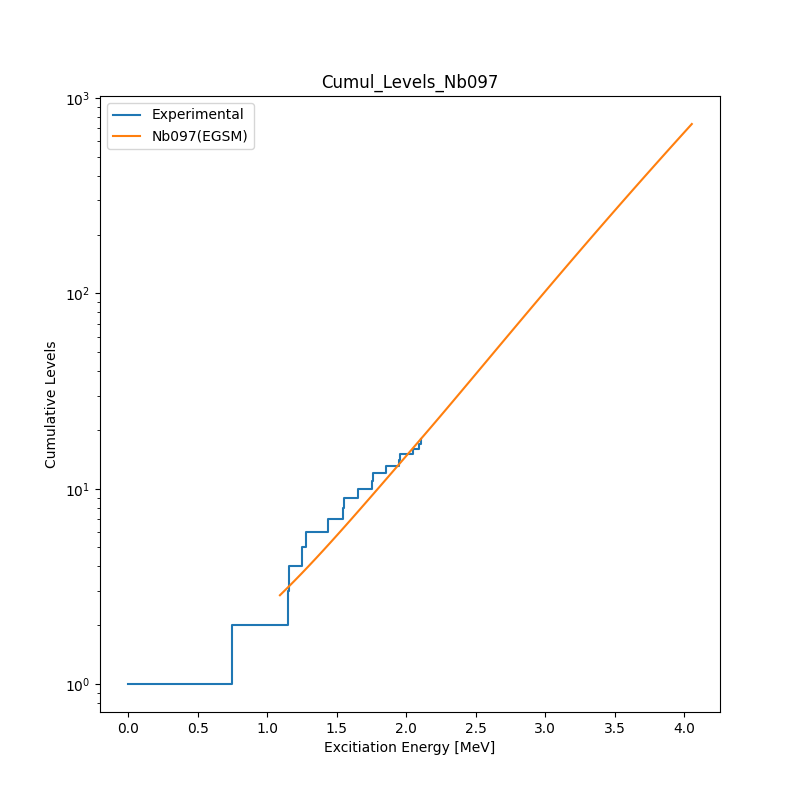 Cumul_Levels_Nb097
Experimental
Nb097(EGSM)
10³
10²
10¹
10⁰
Cumulative Levels
0.0 0.5 1.0 1.5 2.0 2.5 3.0 3.5 4.0
Excitiation Energy [MeV]